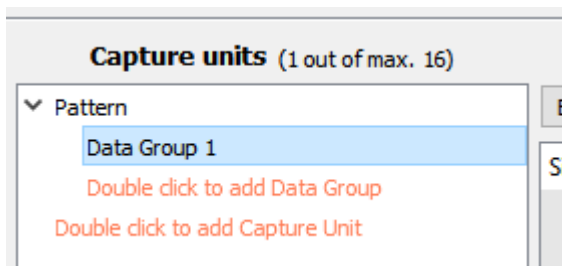 Capture units (1 out of max. 16)
Pattern
Data Group 1
Double click to add Data Group
Double click to add Capture Unit